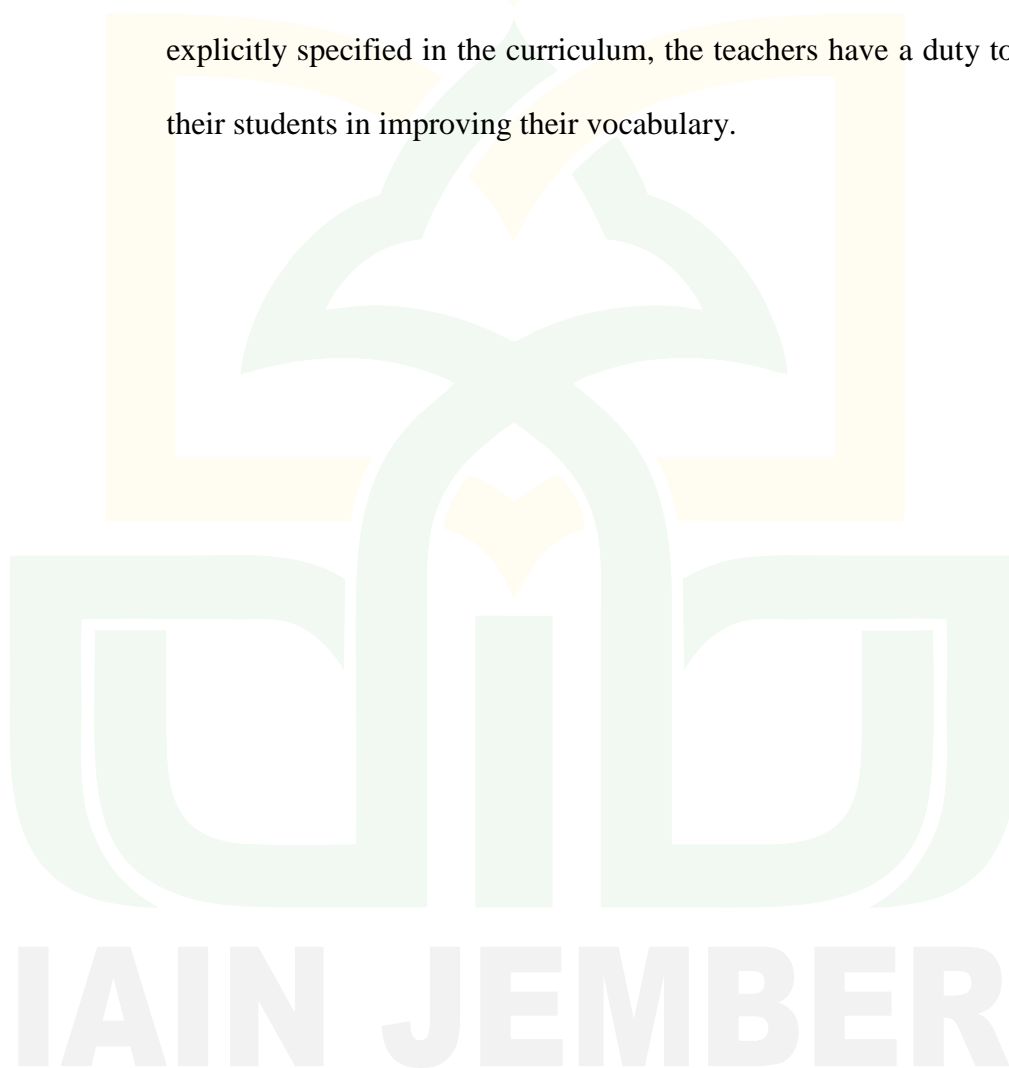 explicitly specified in the curriculum, the teachers have a duty to
their students in improving their vocabulary.
IAIN JEMBER